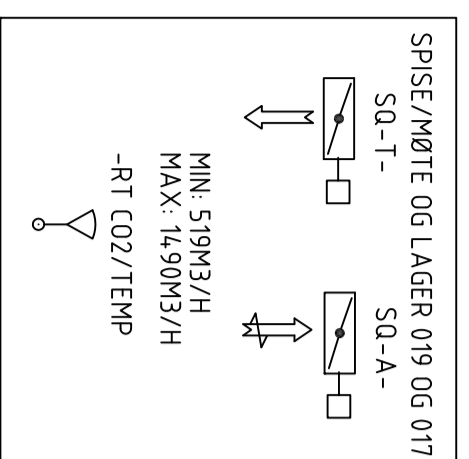 SPISE/MØTE OG LAGER 019 OG 017
SQ-T-
SQ-A-
MIN: 519M3/H
MAX: 1490M3/H
-RT CO2/TEMP